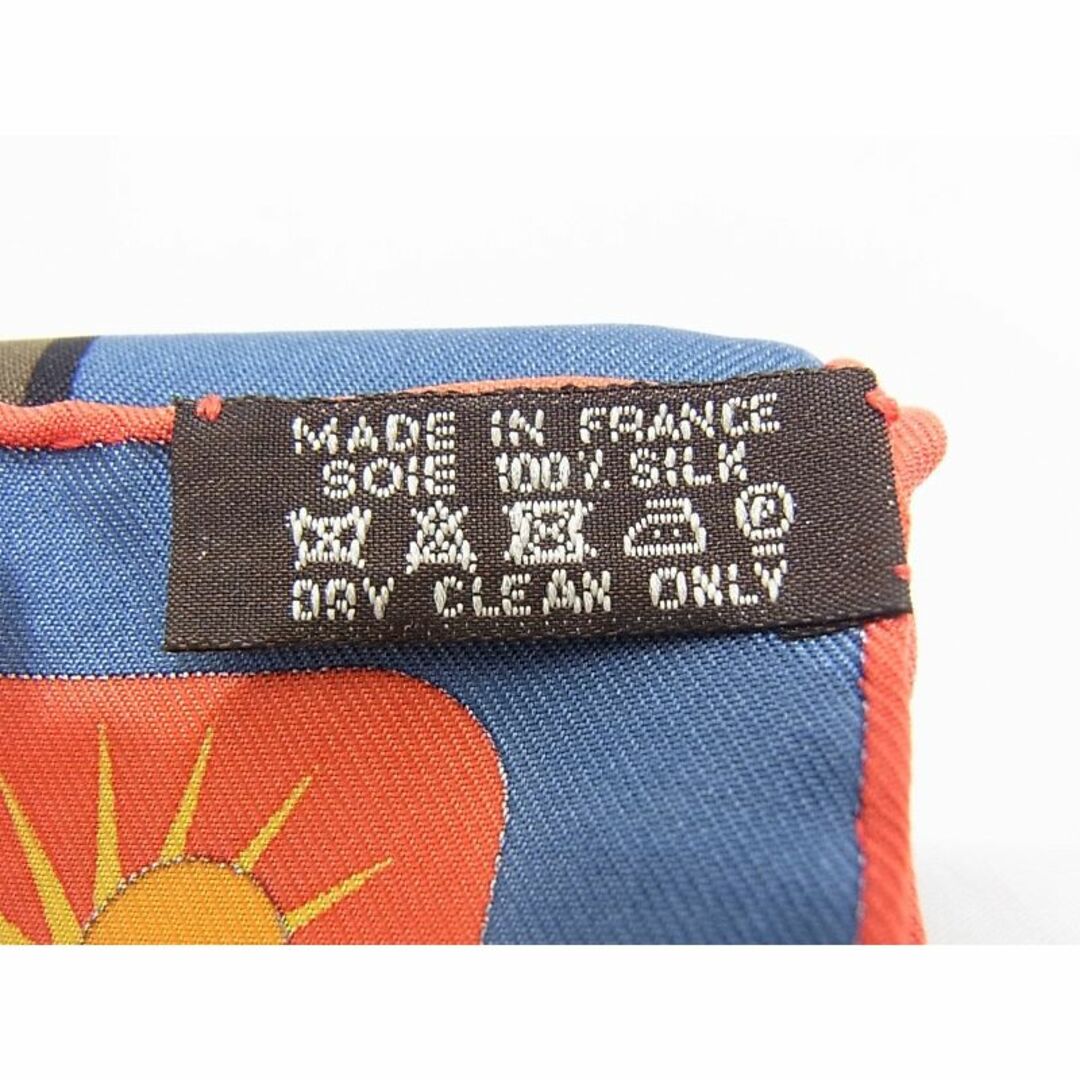 MADE IN FRANCE
SOIE 100% SILK
P
DRY CLEAN ONLY